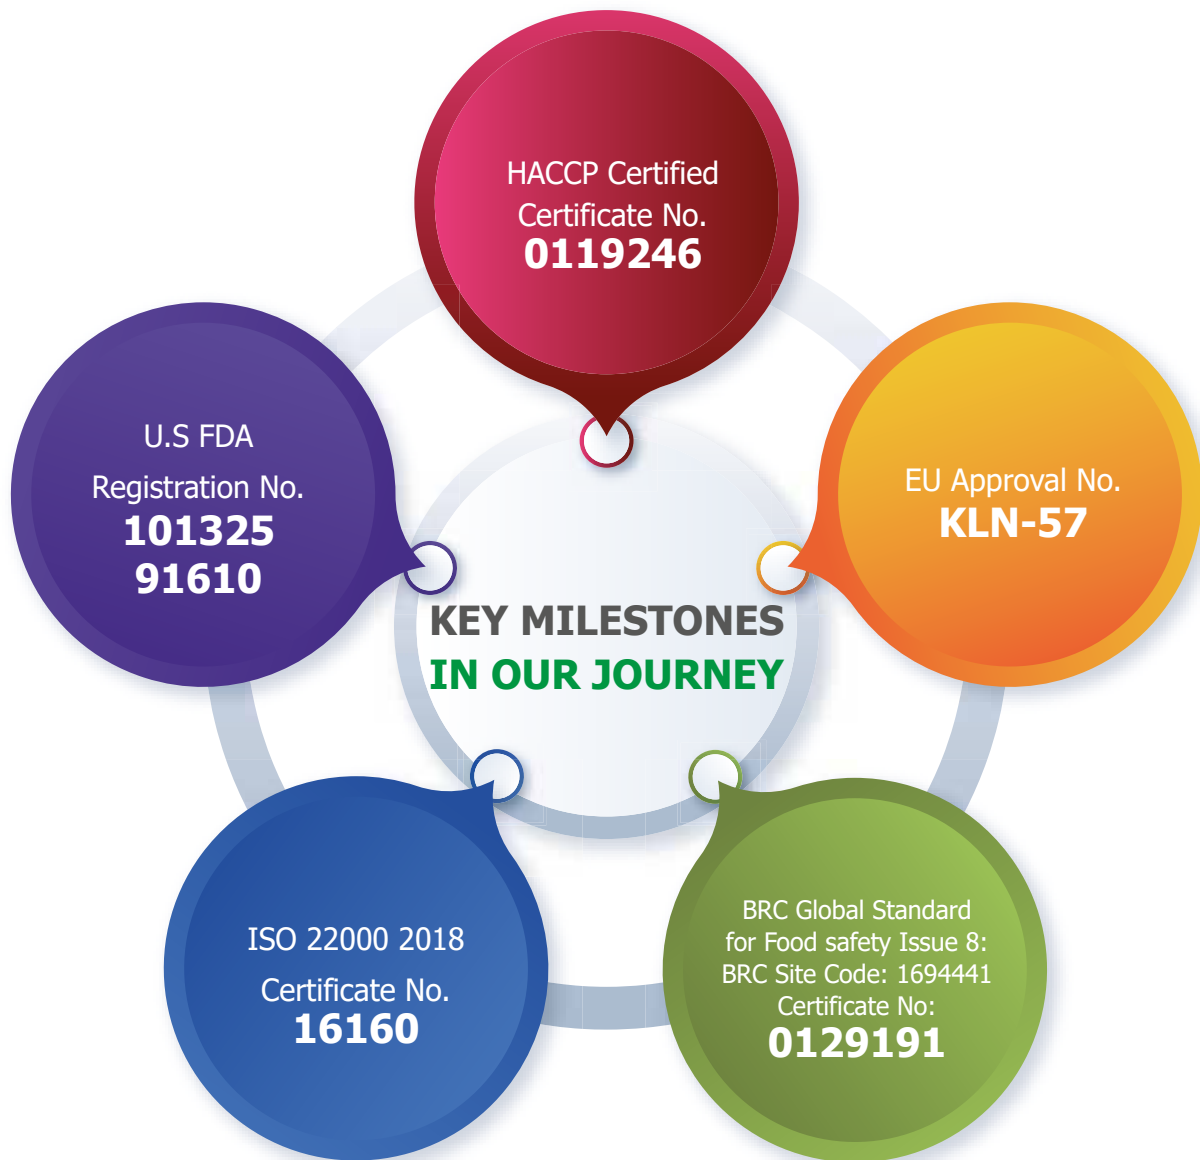 HACCP Certified
Certificate No.
0119246
U.S FDA
Registration No.
101325
91610
EU Approval No.
KLN-57
KEY MILESTONES
IN OUR JOURNEY
ISO 22000 2018
Certificate No.
16160
BRC Global Standard
for Food safety Issue 8:
BRC Site Code: 1694441
Certificate No:
0129191